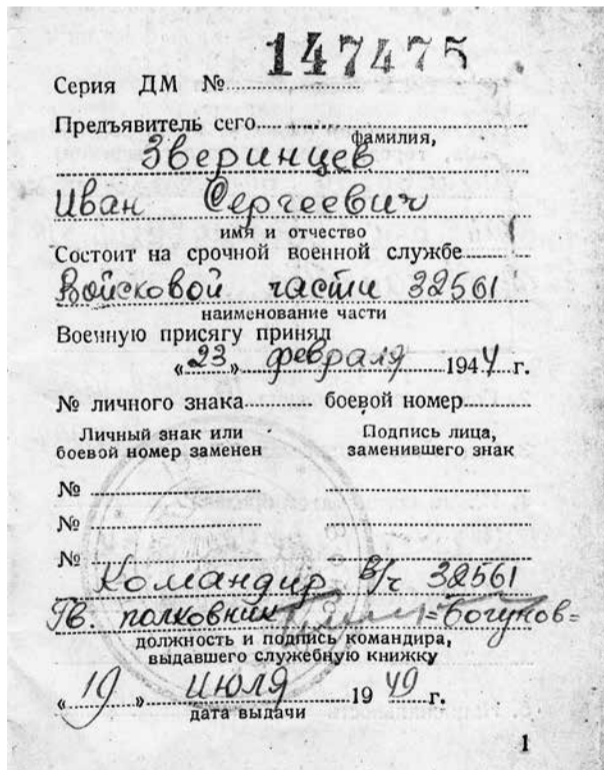 147475
Серия ДМ №
Предъявитель сего
фамилия,
Зверинцев
Иван Сергеевич
имя и отчество
Состоит на срочной военной службе
Войсковой части 32561
наименование части
Военную присягу принял
«23» февраля 1944 г.
№ личного знака боевой номер
Личный знак или Подпись лица,
боевой номер заменен заменившего знак
№
№
№
Командир в/ч 32561
Гв. полковник =Богунов=
должность и подпись командира,
выдавшего служебную книжку
«19» июля 1949 г.
дата выдачи
1